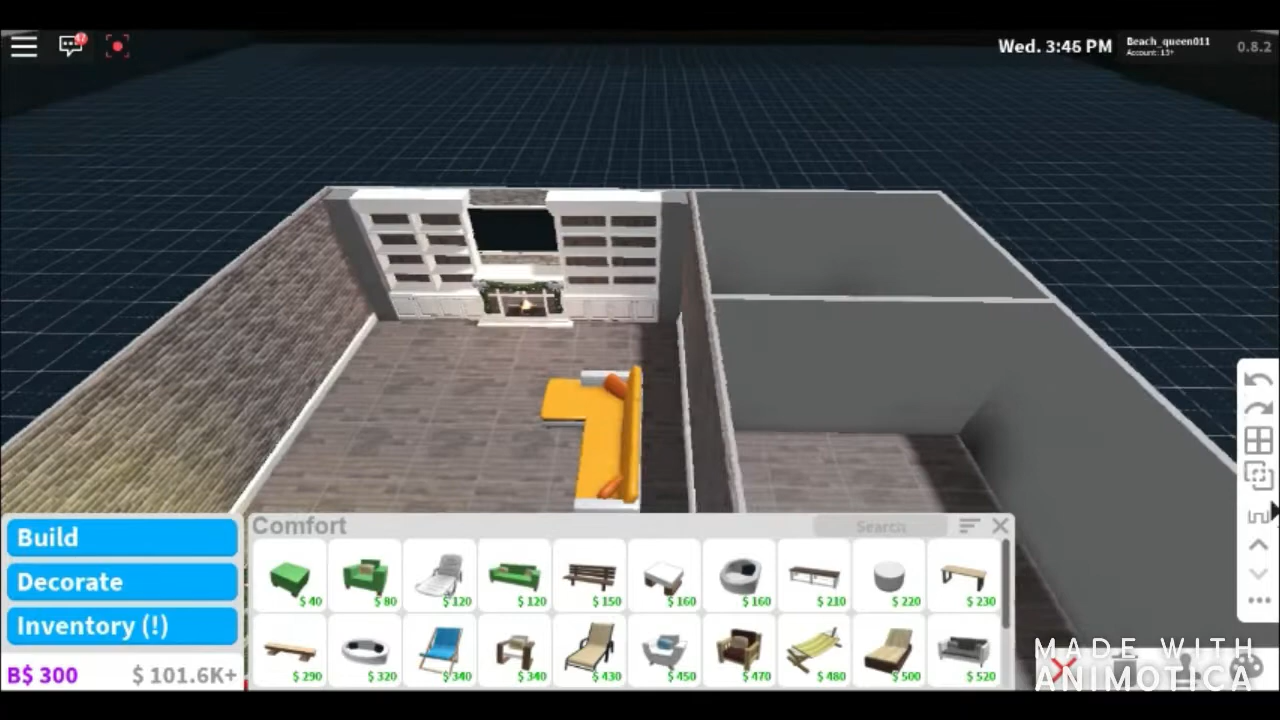 47
Wed. 3:45 PM
Beach_queen011
Account: 13+
0.8.2
Build
Decorate
Inventory (!)
B$ 300
$ 101.6K+
Comfort
Search
$ 40
$ 80
$ 120
$ 120
$ 150
$ 160
$ 160
$ 210
$ 220
$ 230
$ 290
$ 320
$ 340
$ 340
$ 430
$ 450
$ 470
$ 480
$ 500
$ 520
MADE WITH
ANIMOTICA